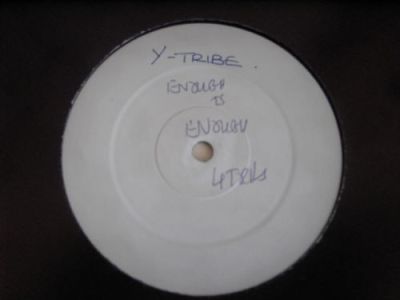 Y-TRIBE.
ENOUGH
IS
ENOUGH
4TRKS